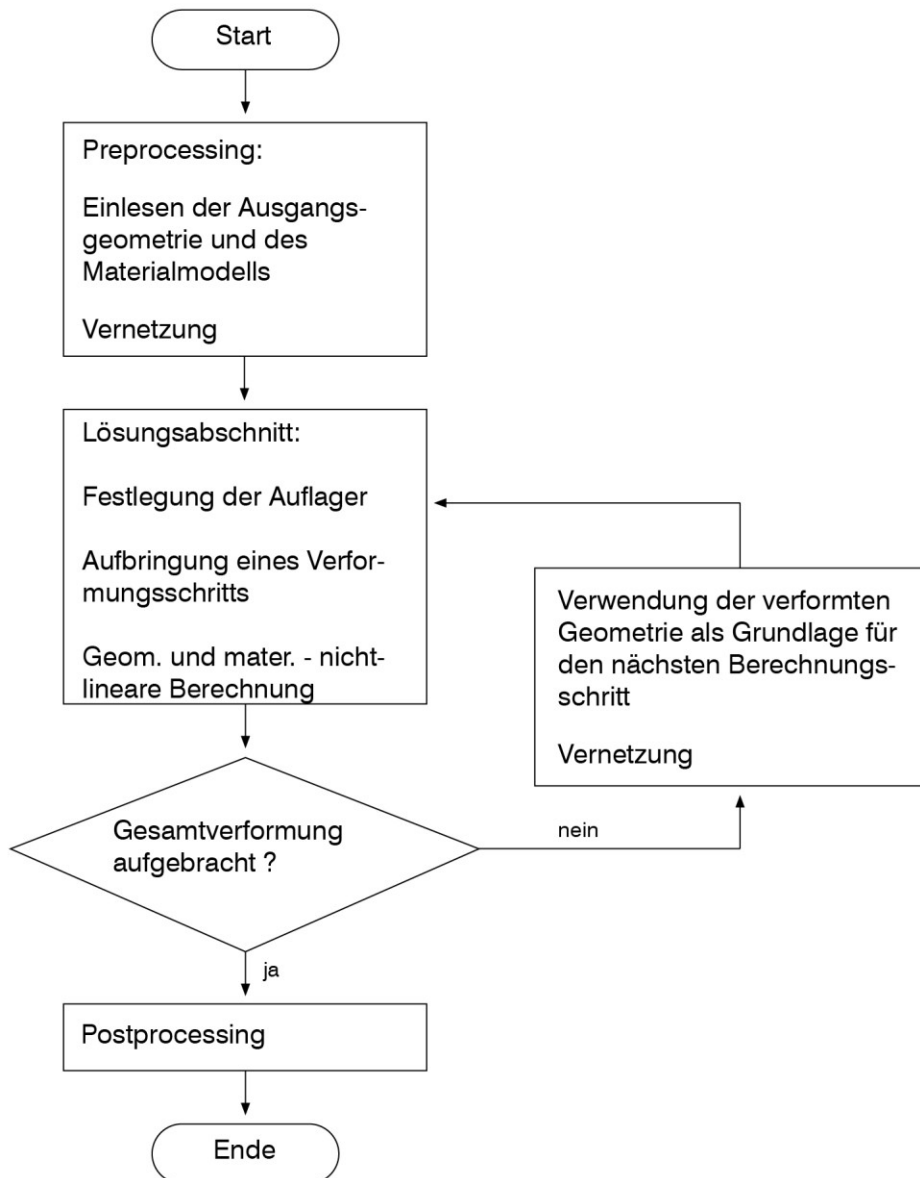 Start
Preprocessing:
Einlesen der Ausgangs-
geometrie und des
Materialmodells
Vernetzung
Lösungsabschnitt:
Festlegung der Auflager
Aufbringung eines Verfor-
mungsschritts
Geom. und mater. - nicht-
lineare Berechnung
Verwendung der verformten
Geometrie als Grundlage für
den nächsten Berechnungs-
schritt
Vernetzung
Gesamtverformung
aufgebracht ?
nein
ja
Postprocessing
Ende